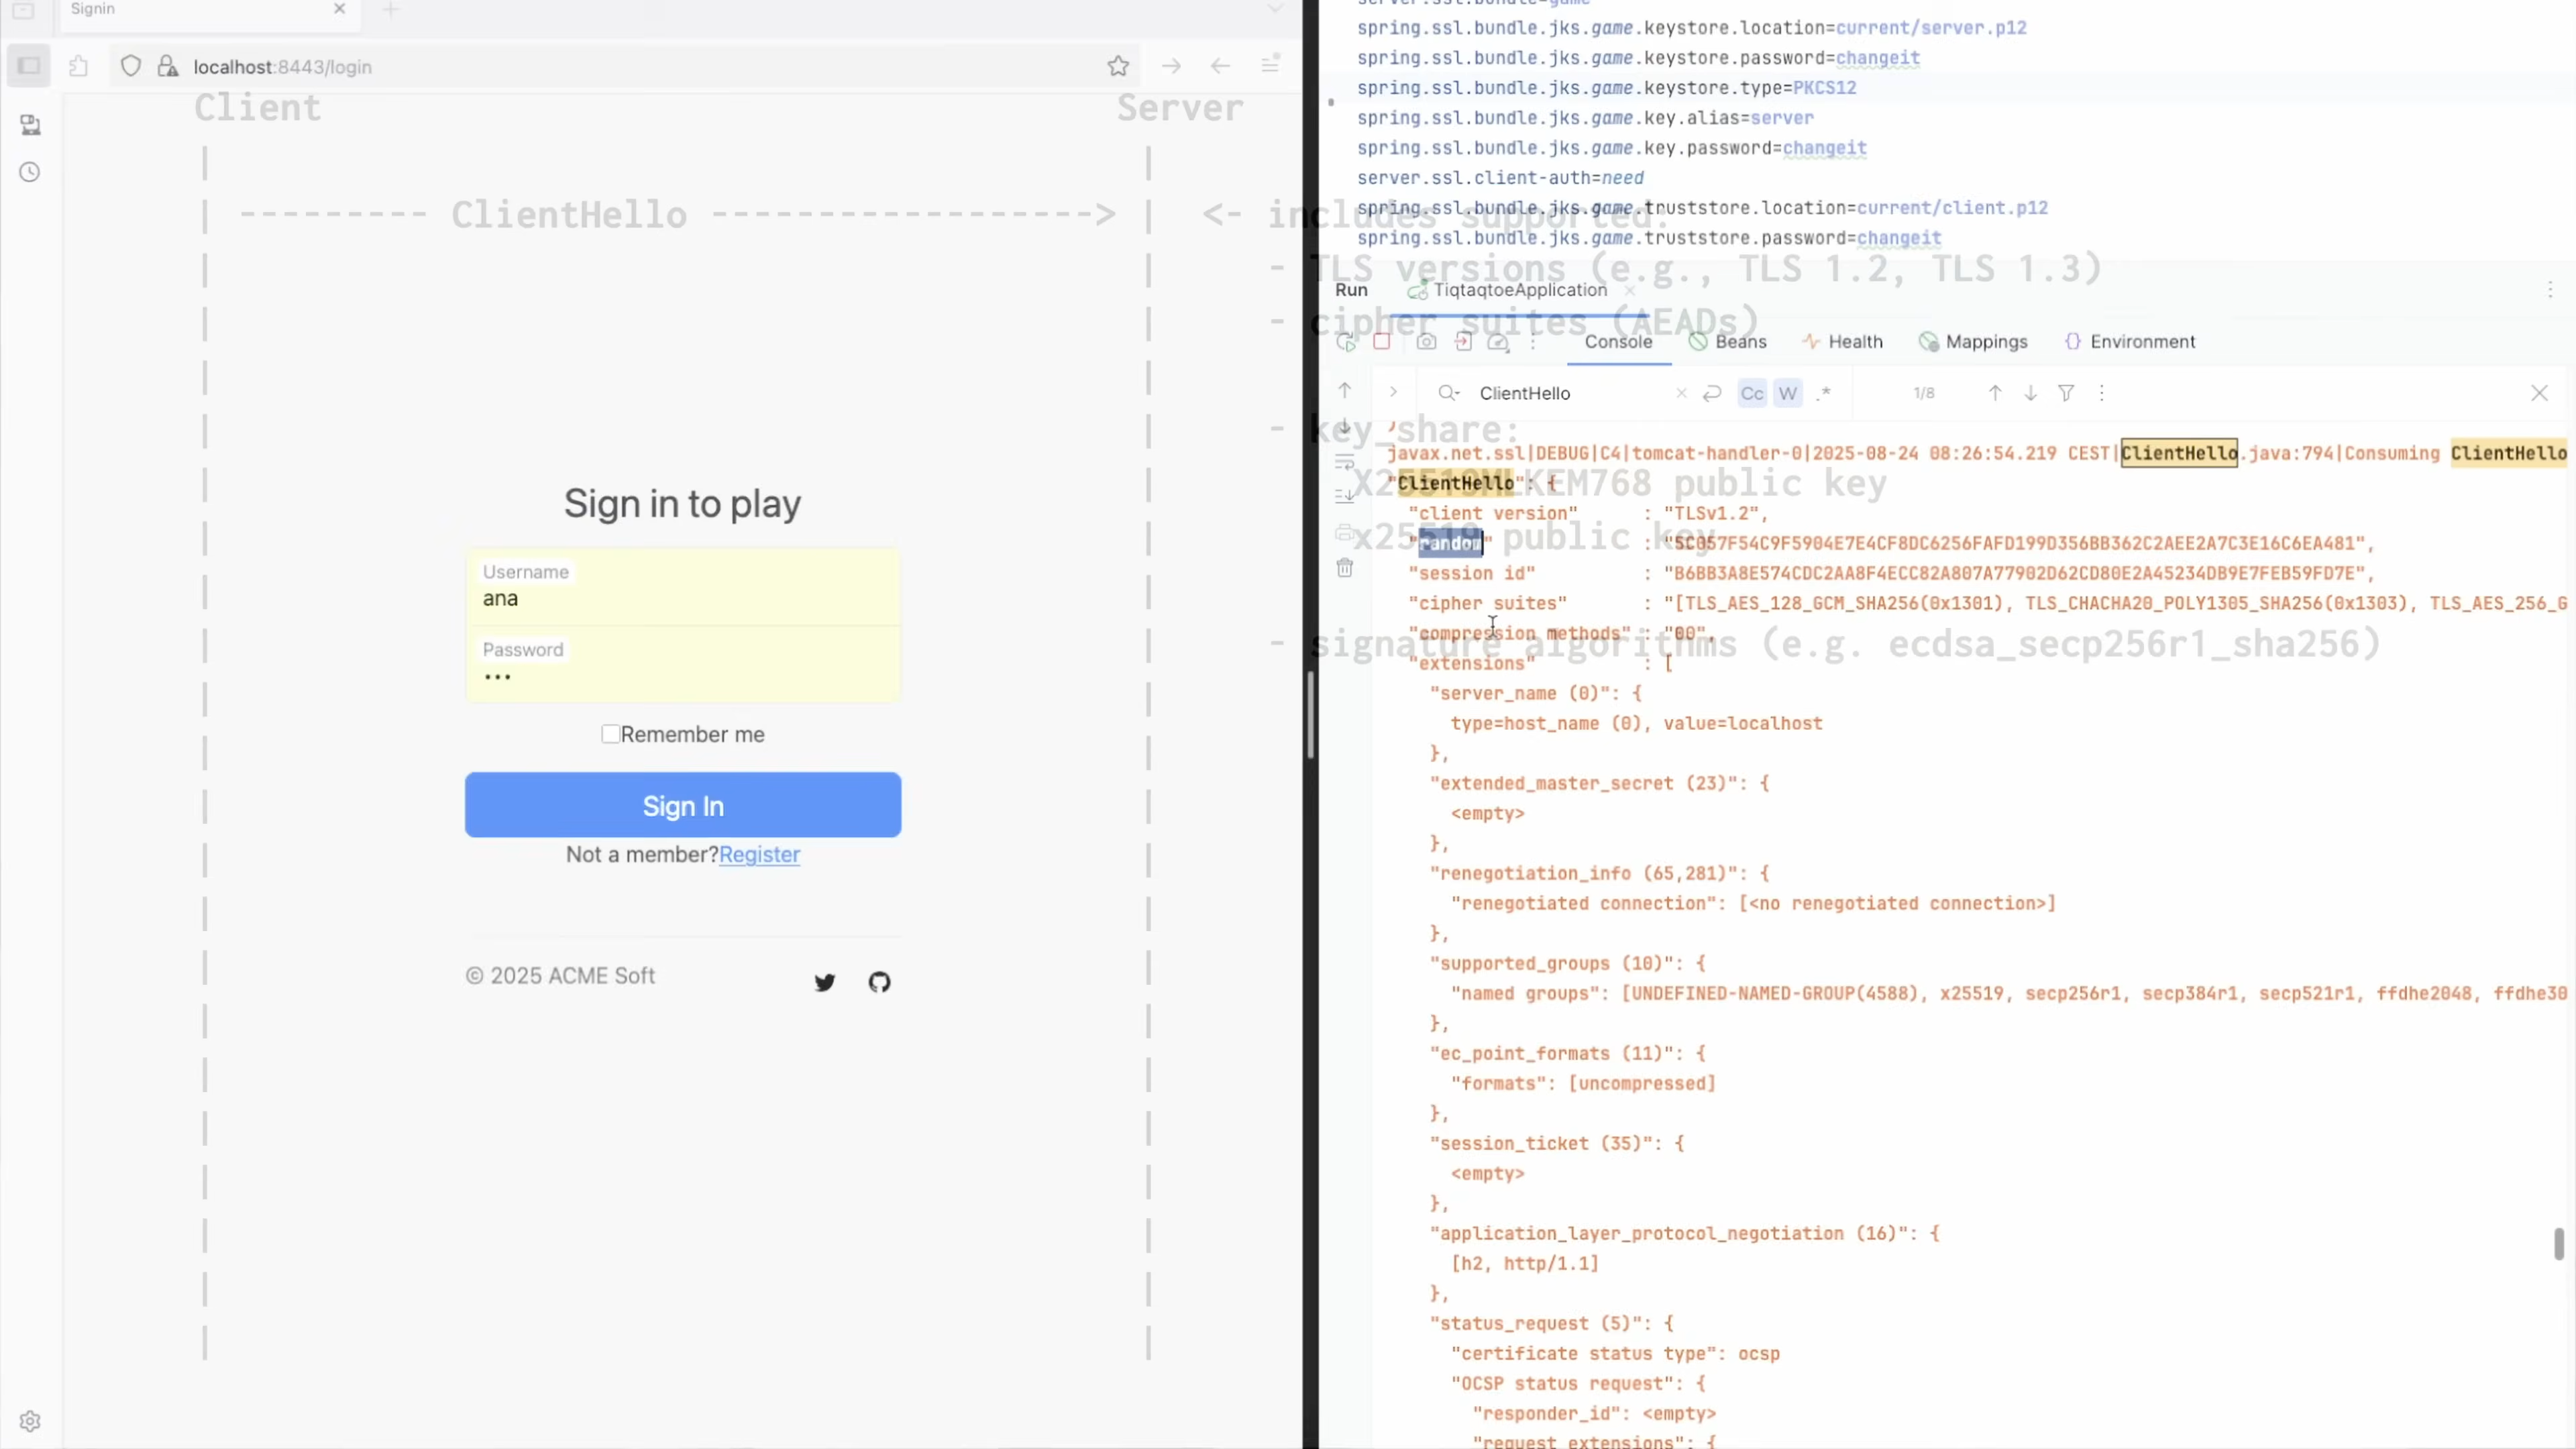 Signin
localhost:8443/login
Client
Server
--------- ClientHello ------------------->
Sign in to play
Username
ana
Password
•••
Remember me
Sign In
Not a member?Register
© 2025 ACME Soft
<- includes supported:
- TLS versions (e.g., TLS 1.2, TLS 1.3)
- cipher suites (AEADs)
- key_share:
X25519MLKEM768 public key
x25519 public key
- signature algorithms (e.g. ecdsa_secp256r1_sha256)
server.ssl.bundle=game
spring.ssl.bundle.jks.game.keystore.location=current/server.p12
spring.ssl.bundle.jks.game.keystore.password=changeit
spring.ssl.bundle.jks.game.keystore.type=PKCS12
spring.ssl.bundle.jks.game.key.alias=server
spring.ssl.bundle.jks.game.key.password=changeit
server.ssl.client-auth=need
spring.ssl.bundle.jks.game.truststore.location=current/client.p12
spring.ssl.bundle.jks.game.truststore.password=changeit
Run TiqtaqtoeApplication
Console Beans Health Mappings Environment
ClientHello Cc W .* 1/8
javax.net.ssl|DEBUG|C4|tomcat-handler-0|2025-08-24 08:26:54.219 CEST|ClientHello.java:794|Consuming ClientHello
"ClientHello": {
"client version" : "TLSv1.2",
"random" : "5C057F54C9F5904E7E4CF8DC6256FAFD199D356BB362C2AEE2A7C3E16C6EA481",
"session id" : "B6BB3A8E574CDC2AA8F4ECC82A807A77902D62CD80E2A45234DB9E7FEB59FD7E",
"cipher suites" : "[TLS_AES_128_GCM_SHA256(0x1301), TLS_CHACHA20_POLY1305_SHA256(0x1303), TLS_AES_256_G
"compression methods" : "00",
"extensions" : [
"server_name (0)": {
type=host_name (0), value=localhost
},
"extended_master_secret (23)": {
<empty>
},
"renegotiation_info (65,281)": {
"renegotiated connection": [<no renegotiated connection>]
},
"supported_groups (10)": {
"named groups": [UNDEFINED-NAMED-GROUP(4588), x25519, secp256r1, secp384r1, secp521r1, ffdhe2048, ffdhe30
},
"ec_point_formats (11)": {
"formats": [uncompressed]
},
"session_ticket (35)": {
<empty>
},
"application_layer_protocol_negotiation (16)": {
[h2, http/1.1]
},
"status_request (5)": {
"certificate status type": ocsp
"OCSP status request": {
"responder_id": <empty>
"request extensions": {